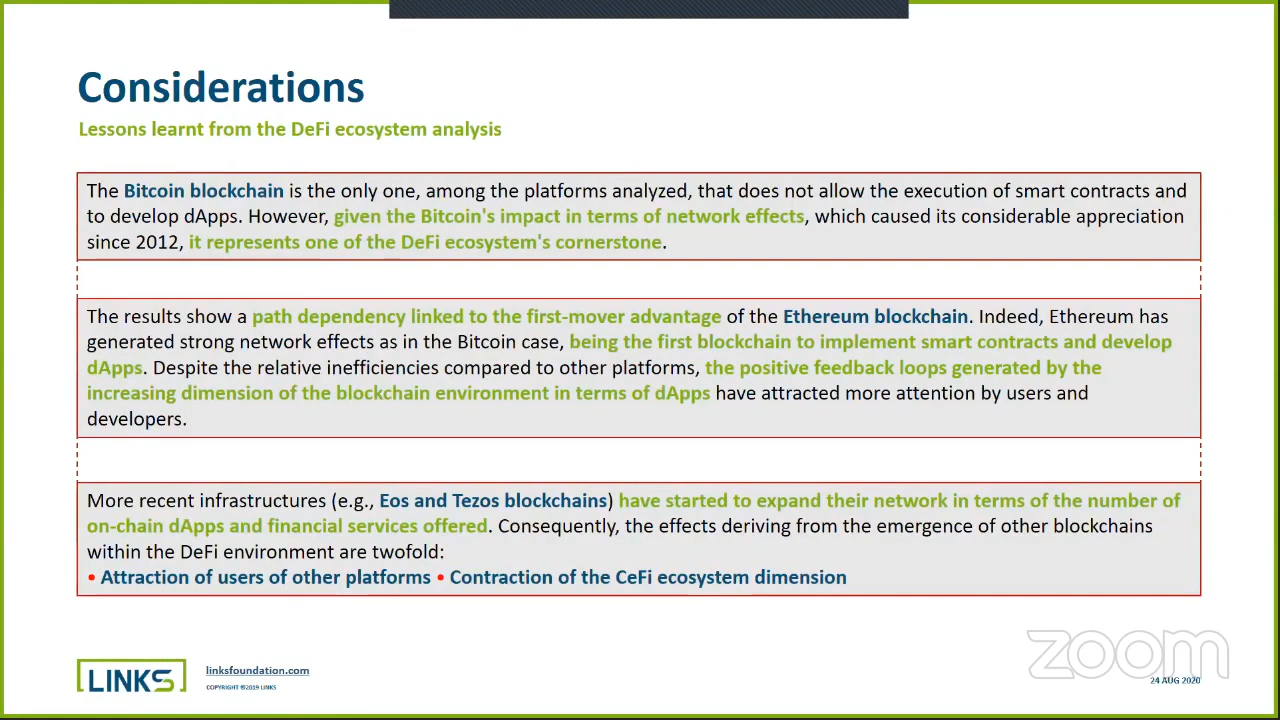 Considerations
Lessons learnt from the DeFi ecosystem analysis
The Bitcoin blockchain is the only one, among the platforms analyzed, that does not allow the execution of smart contracts and
to develop dApps. However, given the Bitcoin's impact in terms of network effects, which caused its considerable appreciation
since 2012, it represents one of the DeFi ecosystem's cornerstone.
The results show a path dependency linked to the first-mover advantage of the Ethereum blockchain. Indeed, Ethereum has
generated strong network effects as in the Bitcoin case, being the first blockchain to implement smart contracts and develop
dApps. Despite the relative inefficiencies compared to other platforms, the positive feedback loops generated by the
increasing dimension of the blockchain environment in terms of dApps have attracted more attention by users and
developers.
More recent infrastructures (e.g., Eos and Tezos blockchains) have started to expand their network in terms of the number of
on-chain dApps and financial services offered. Consequently, the effects deriving from the emergence of other blockchains
within the DeFi environment are twofold:
• Attraction of users of other platforms • Contraction of the CeFi ecosystem dimension
zoom
LINKS
linksfoundation.com
COPYRIGHT ©2019 LINKS
24 AUG 2020